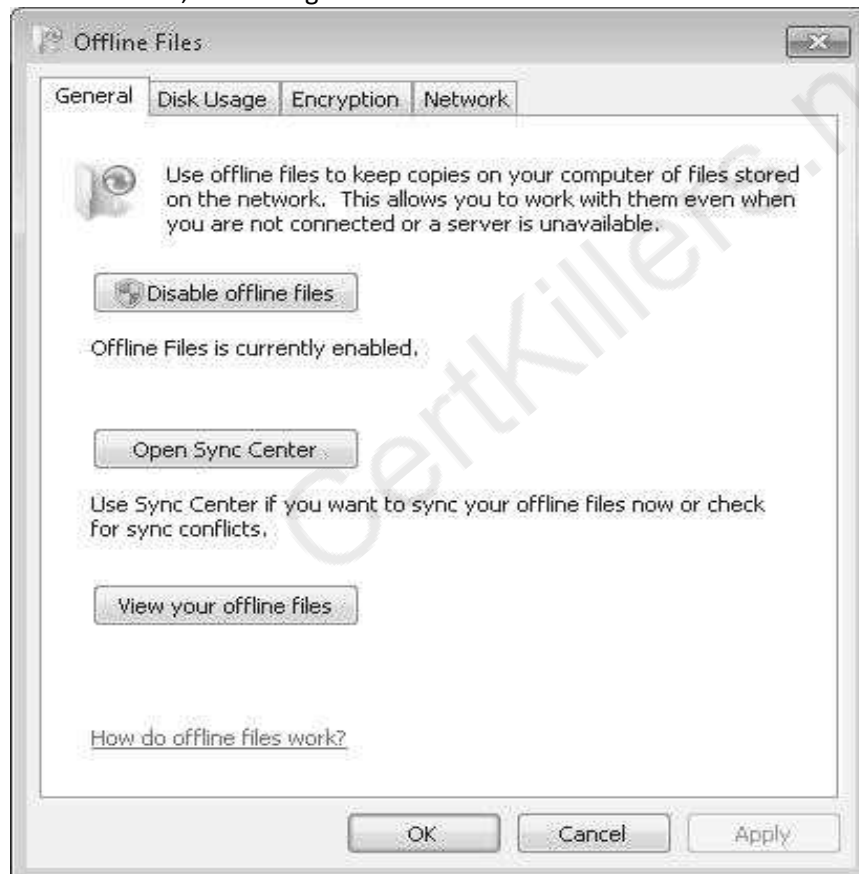 Offline Files
General Disk Usage Encryption Network
Use offline files to keep copies on your computer of files stored
on the network. This allows you to work with them even when
you are not connected or a server is unavailable.
Disable offline files
Offline Files is currently enabled.
Open Sync Center
Use Sync Center if you want to sync your offline files now or check
for sync conflicts.
View your offline files
How do offline files work?
OK Cancel Apply
CertKillers.n